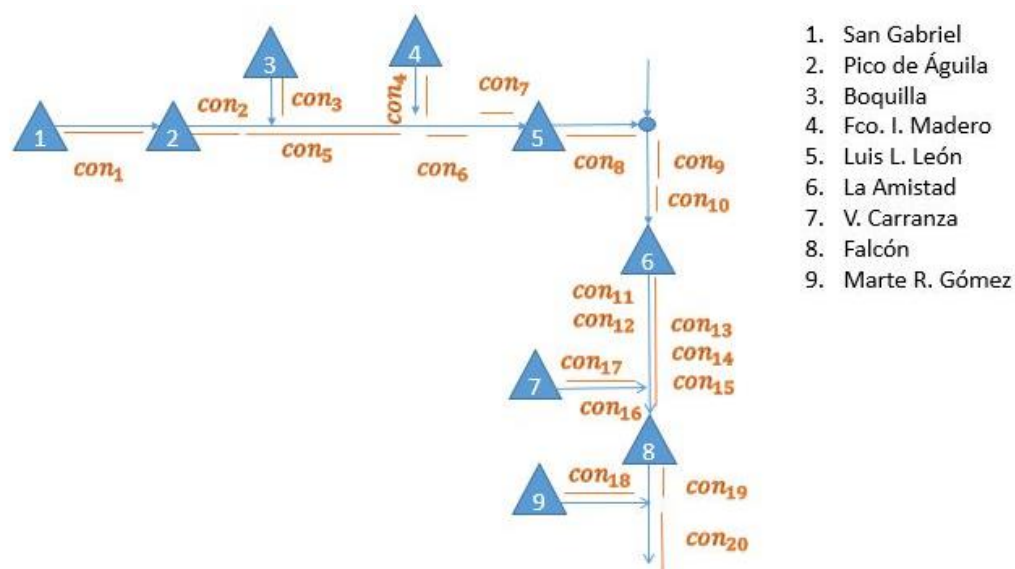 1. San Gabriel
2. Pico de Águila
3. Boquilla
4. Fco. I. Madero
5. Luis L. León
6. La Amistad
7. V. Carranza
8. Falcón
9. Marte R. Gómez
3
4
con₄
con₇
con₂
con₃
1
2
5
con₁
con₅
con₆
con₈
con₉
con₁₀
6
con₁₁
con₁₂
con₁₃
con₁₄
con₁₇
con₁₅
7
con₁₆
8
con₁₈
con₁₉
9
con₂₀